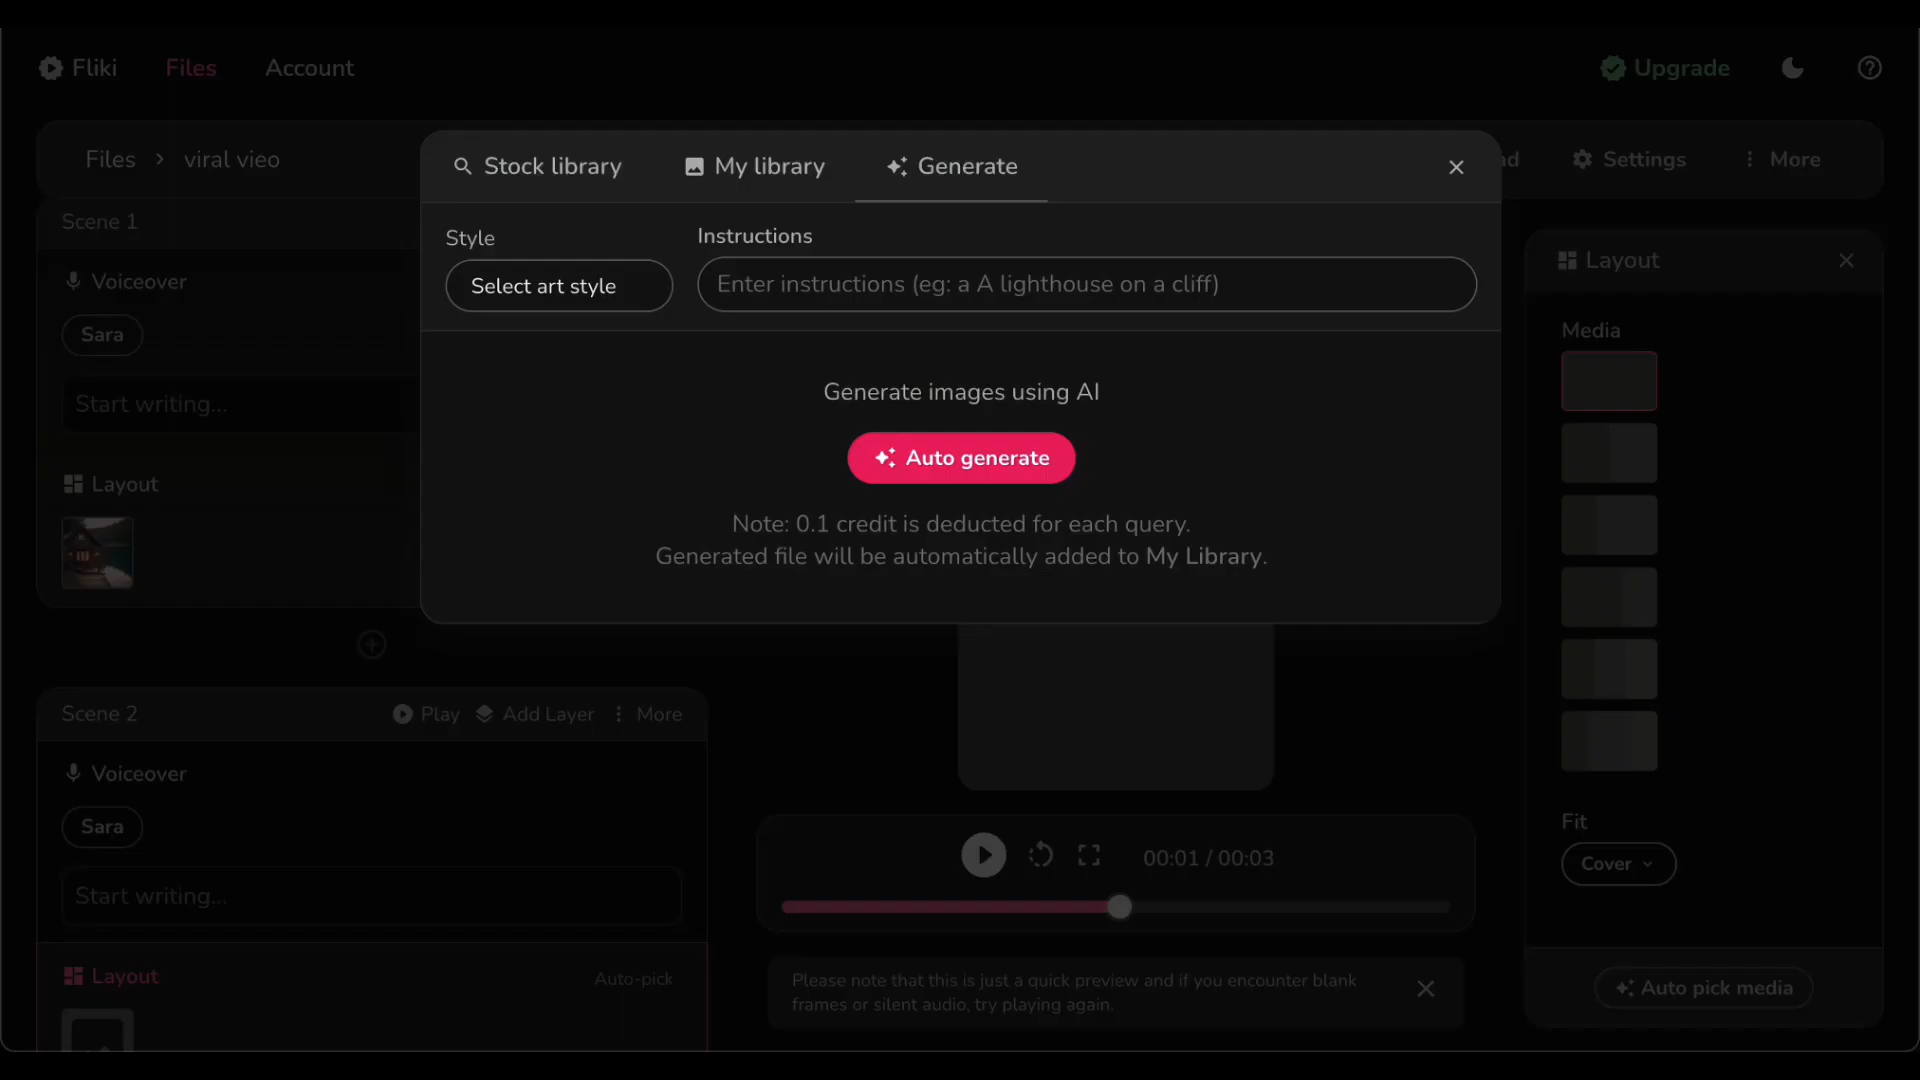 Fliki Files Account Upgrade
Files > viral vieo
Settings More
Stock library My library Generate
Style
Select art style
Instructions
Enter instructions (eg: a A lighthouse on a cliff)
Generate images using AI
Auto generate
Note: 0.1 credit is deducted for each query.
Generated file will be automatically added to My Library.
Scene 1
Voiceover
Sara
Start writing...
Layout
Scene 2 Play Add Layer More
Voiceover
Sara
Start writing...
Layout Auto-pick
00:01 / 00:03
Please note that this is just a quick preview and if you encounter blank
frames or silent audio, try playing again.
Layout
Media
Fit
Cover
Auto pick media